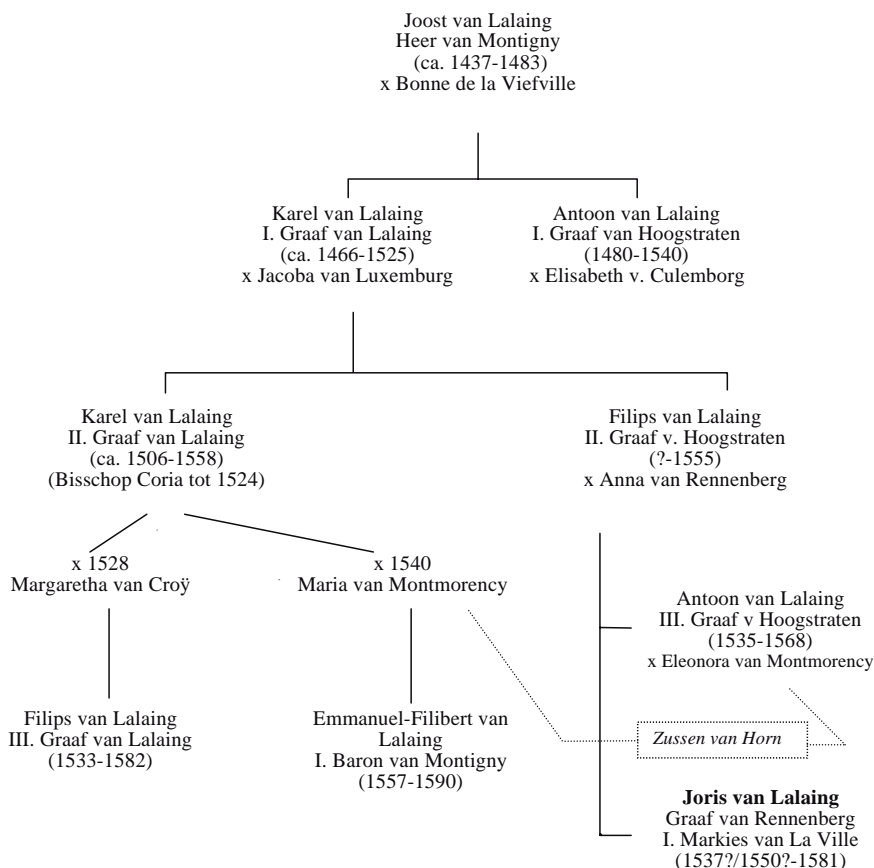 Joost van Lalaing
Heer van Montigny
(ca. 1437-1483)
x Bonne de la Viefville
Karel van Lalaing
I. Graaf van Lalaing
(ca. 1466-1525)
x Jacoba van Luxemburg
Antoon van Lalaing
I. Graaf van Hoogstraten
(1480-1540)
x Elisabeth v. Culemborg
Karel van Lalaing
II. Graaf van Lalaing
(ca. 1506-1558)
(Bisschop Coria tot 1524)
Filips van Lalaing
II. Graaf v. Hoogstraten
(?-1555)
x Anna van Rennenberg
x 1528
Margaretha van Croÿ
x 1540
Maria van Montmorency
Antoon van Lalaing
III. Graaf v Hoogstraten
(1535-1568)
x Eleonora van Montmorency
Filips van Lalaing
III. Graaf van Lalaing
(1533-1582)
Emmanuel-Filibert van
Lalaing
I. Baron van Montigny
(1557-1590)
Zussen van Horn
Joris van Lalaing
Graaf van Rennenberg
I. Markies van La Ville
(1537?/1550?-1581)